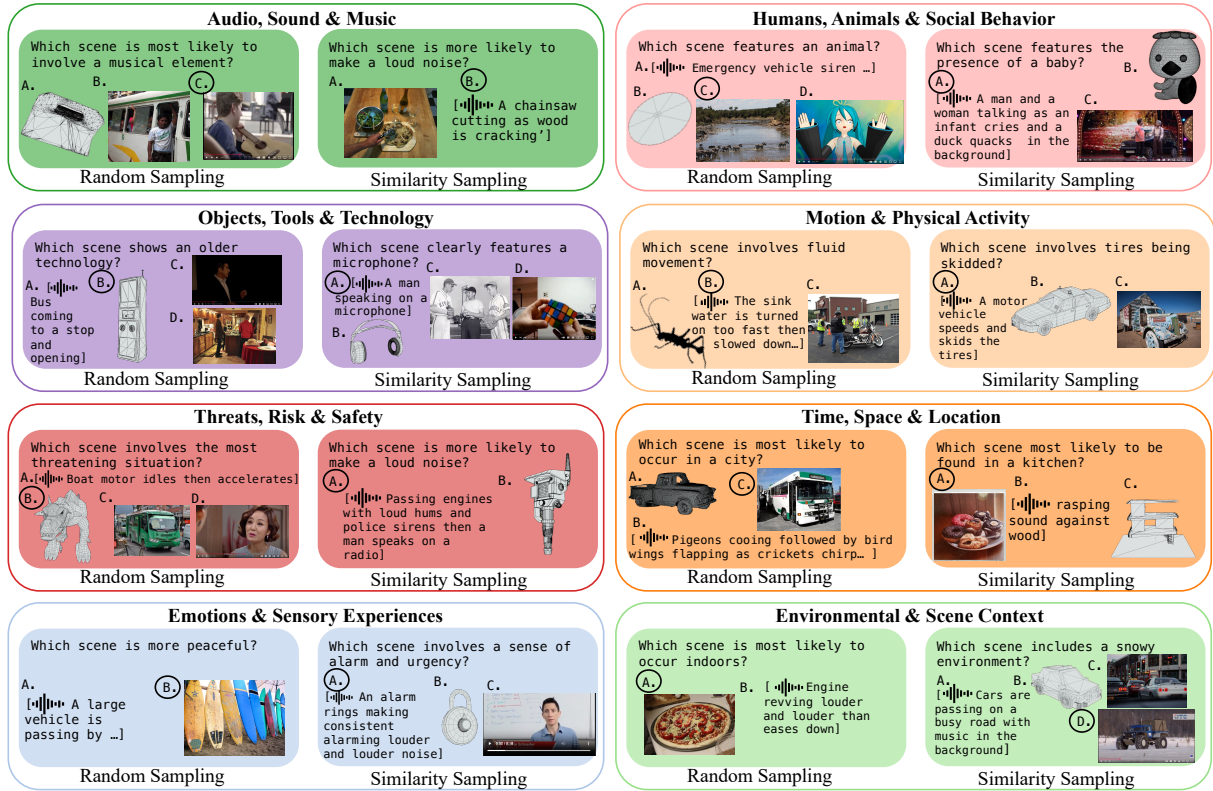 Audio, Sound & Music
Which scene is most likely to
involve a musical element?
A.
B.
C.
Random Sampling
Which scene is more likely to
make a loud noise?
A.
B.
[ A chainsaw
cutting as wood
is cracking’]
Similarity Sampling
Humans, Animals & Social Behavior
Which scene features an animal?
A.[ Emergency vehicle siren …]
B.
C.
D.
Random Sampling
Which scene features the
presence of a baby?
A.
[ A man and a
woman talking as an
infant cries and a
duck quacks in the
background]
B.
C.
Similarity Sampling
Objects, Tools & Technology
Which scene shows an older
technology?
A. [
Bus
coming
to a stop
and
opening]
B.
C.
D.
Random Sampling
Which scene clearly features a
microphone?
A. [ A man
speaking on a
microphone]
B.
C.
D.
Similarity Sampling
Motion & Physical Activity
Which scene involves fluid
movement?
A.
B.
[ The sink
water is turned
on too fast then
slowed down…]
C.
Random Sampling
Which scene involves tires being
skidded?
A.
[ A motor
vehicle
speeds and
skids the
tires]
B.
C.
Similarity Sampling
Threats, Risk & Safety
Which scene involves the most
threatening situation?
A.[ Boat motor idles then accelerates]
B.
C.
D.
Random Sampling
Which scene is more likely to
make a loud noise?
A.
[ Passing engines
with loud hums and
police sirens then a
man speaks on a
radio]
B.
Similarity Sampling
Time, Space & Location
Which scene is most likely to
occur in a city?
A.
C.
B.
[ Pigeons cooing followed by bird
wings flapping as crickets chirp… ]
Random Sampling
Which scene most likely to be
found in a kitchen?
A.
B.
[ rasping
sound against
wood]
C.
Similarity Sampling
Emotions & Sensory Experiences
Which scene is more peaceful?
A.
[ A large
vehicle is
passing by …]
B.
Random Sampling
Which scene involves a sense of
alarm and urgency?
A.
[ An alarm
rings making
consistent
alarming louder
and louder noise]
B.
C.
Similarity Sampling
Environmental & Scene Context
Which scene is most likely to
occur indoors?
A.
B. [ Engine
revving louder
and louder than
eases down]
Random Sampling
Which scene includes a snowy
environment?
A.
[ Cars are
passing on a
busy road with
music in the
background]
B.
C.
D.
Similarity Sampling